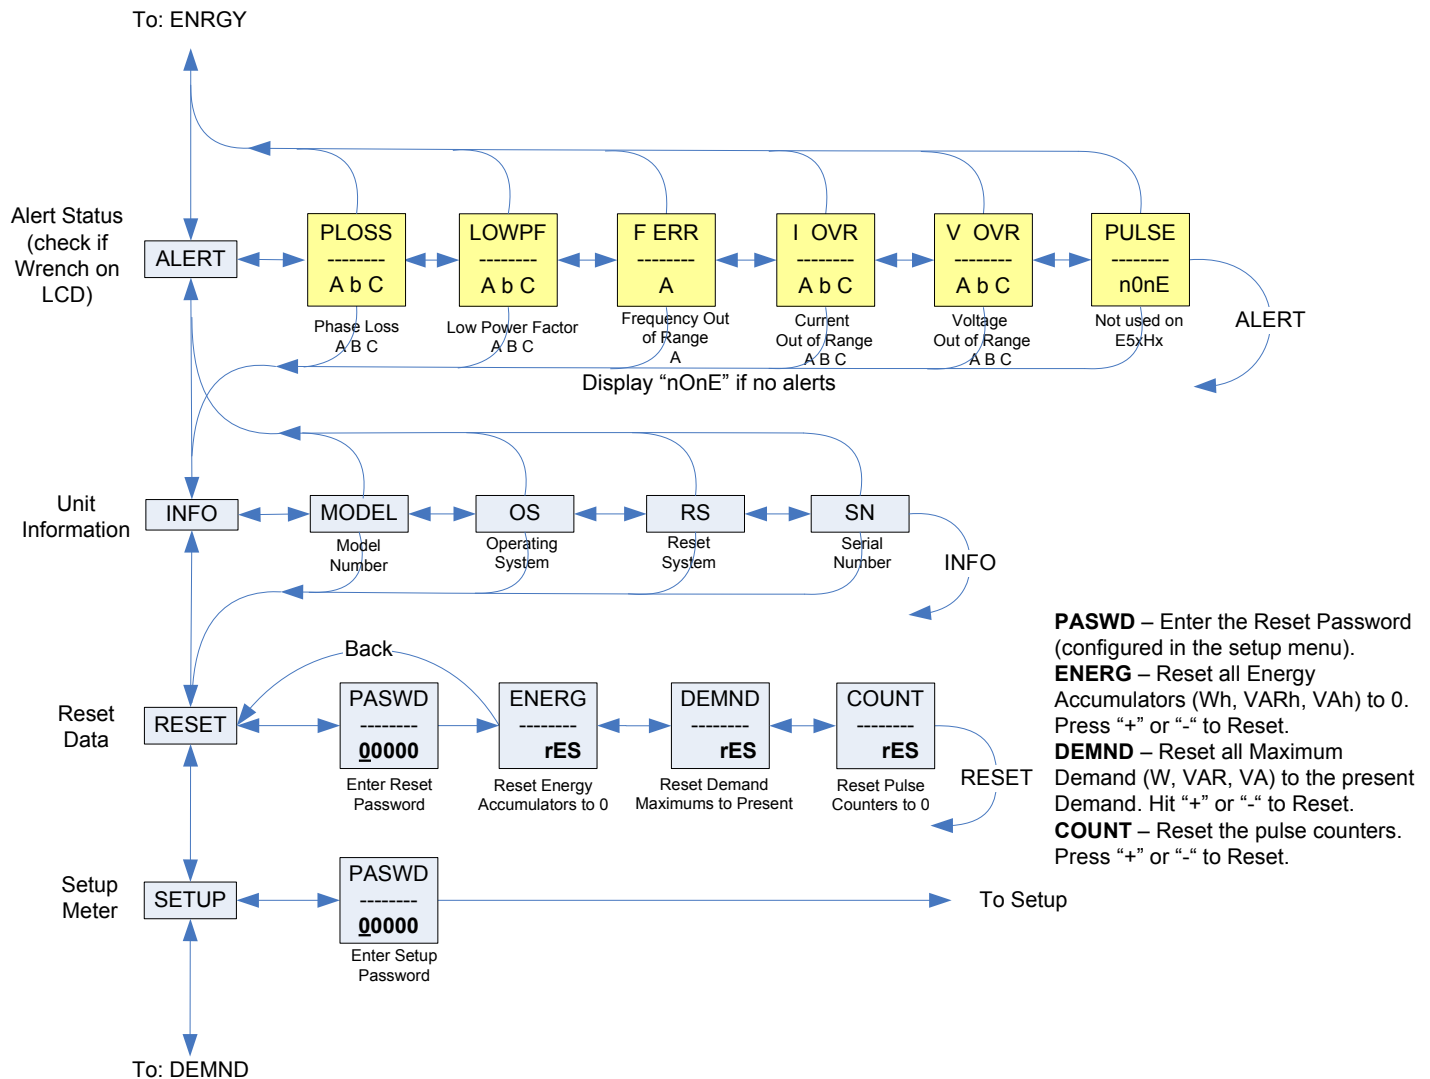 To: ENRGY
Alert Status
(check if
Wrench on
LCD)
ALERT
PLOSS
--------
A b C
Phase Loss
A B C
LOWPF
--------
A b C
Low Power Factor
A B C
F ERR
--------
A
Frequency Out
of Range
A
I OVR
--------
A b C
Current
Out of Range
A B C
V OVR
--------
A b C
Voltage
Out of Range
A B C
PULSE
--------
n0nE
Not used on
E5xHx
ALERT
Display “nOnE” if no alerts
Unit
Information
INFO
MODEL
Model
Number
OS
Operating
System
RS
Reset
System
SN
Serial
Number
INFO
Back
Reset
Data
RESET
PASWD
--------
00000
Enter Reset
Password
ENERG
--------
rES
Reset Energy
Accumulators to 0
DEMND
--------
rES
Reset Demand
Maximums to Present
COUNT
--------
rES
Reset Pulse
Counters to 0
RESET
PASWD – Enter the Reset Password
(configured in the setup menu).
ENERG – Reset all Energy
Accumulators (Wh, VARh, VAh) to 0.
Press “+” or “-“ to Reset.
DEMND – Reset all Maximum
Demand (W, VAR, VA) to the present
Demand. Hit “+” or “-“ to Reset.
COUNT – Reset the pulse counters.
Press “+” or “-“ to Reset.
Setup
Meter
SETUP
PASWD
--------
00000
Enter Setup
Password
To Setup
To: DEMND